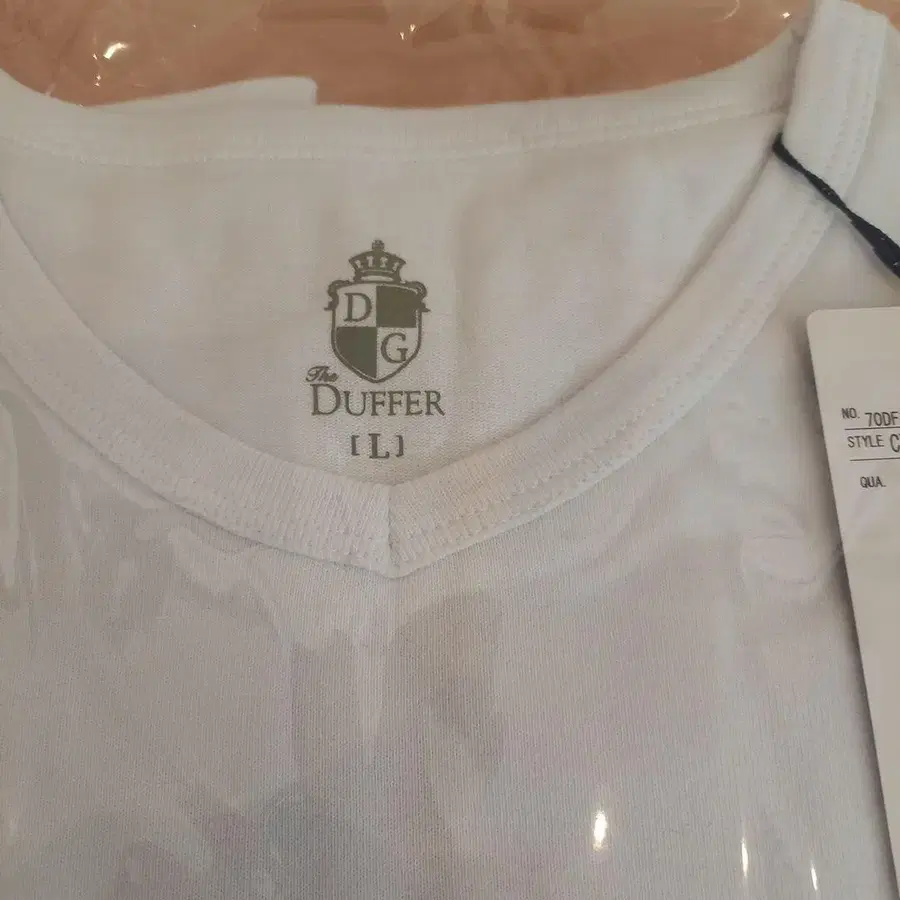 D
G
The
DUFFER
[L]
NO. 70DF
STYLE C
QUA.